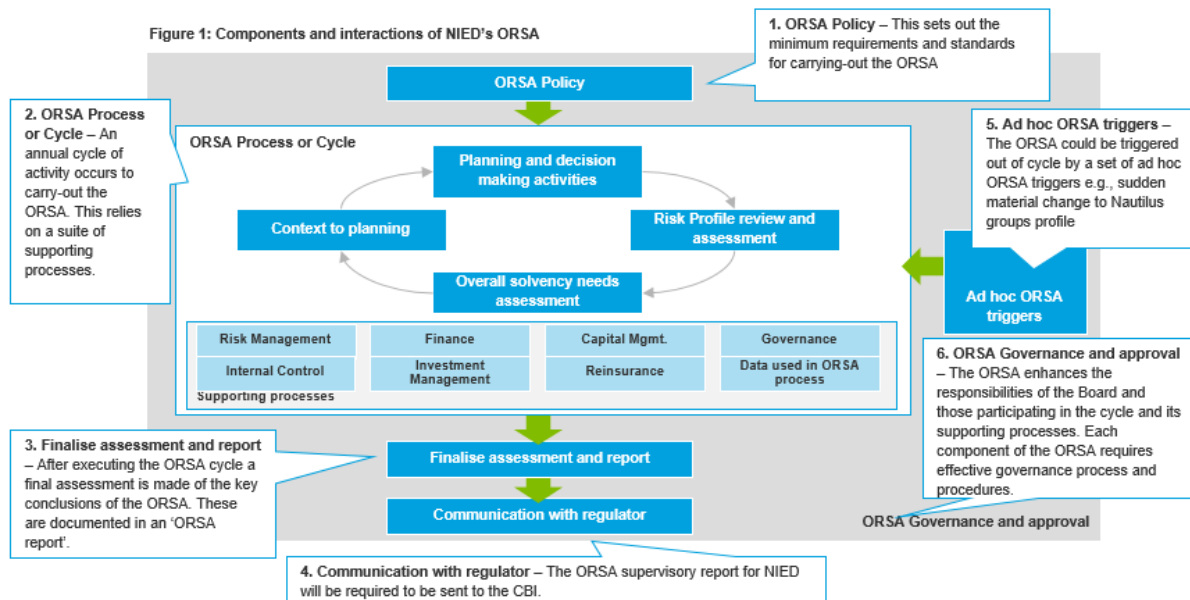 Figure 1: Components and interactions of NIED's ORSA
1. ORSA Policy – This sets out the
minimum requirements and standards
for carrying-out the ORSA
ORSA Policy
2. ORSA Process
or Cycle – An
annual cycle of
activity occurs to
carry-out the
ORSA. This relies
on a suite of
supporting
processes.
ORSA Process or Cycle
Planning and decision
making activities
Context to planning
Risk Profile review and
assessment
Overall solvency needs
assessment
5. Ad hoc ORSA triggers –
The ORSA could be triggered
out of cycle by a set of ad hoc
ORSA triggers e.g., sudden
material change to Nautilus
groups profile
Ad hoc ORSA
triggers
Risk Management
Finance
Capital Mgmt.
Governance
Internal Control
Investment
Management
Reinsurance
Data used in ORSA
process
Supporting processes
6. ORSA Governance and approval
– The ORSA enhances the
responsibilities of the Board and
those participating in the cycle and its
supporting processes. Each
component of the ORSA requires
effective governance process and
procedures.
3. Finalise assessment and report
– After executing the ORSA cycle a
final assessment is made of the key
conclusions of the ORSA. These
are documented in an 'ORSA
report'.
Finalise assessment and report
Communication with regulator
ORSA Governance and approval
4. Communication with regulator – The ORSA supervisory report for NIED
will be required to be sent to the CBI.